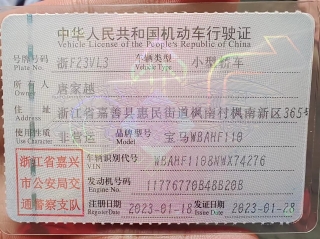 中华人民共和国机动车行驶证
Vehicle License of the People's Republic of China
号牌号码 浙F23VL3 车辆类型 小型轿车
Plate No. Vehicle Type
所有人 唐家越
Owner
住址 浙江省嘉善县惠民街道枫南村枫南新区365号
Address
使用性质 非营运 品牌型号 宝马WBAHF110
Use Character Model
浙江省嘉兴
市公安局交
通警察支队
车辆识别代号
VIN
发动机号码 11776770B48B20B
Engine No.
注册日期 2023-01-18 发证日期 2023-01-28
Register Date Issue Date